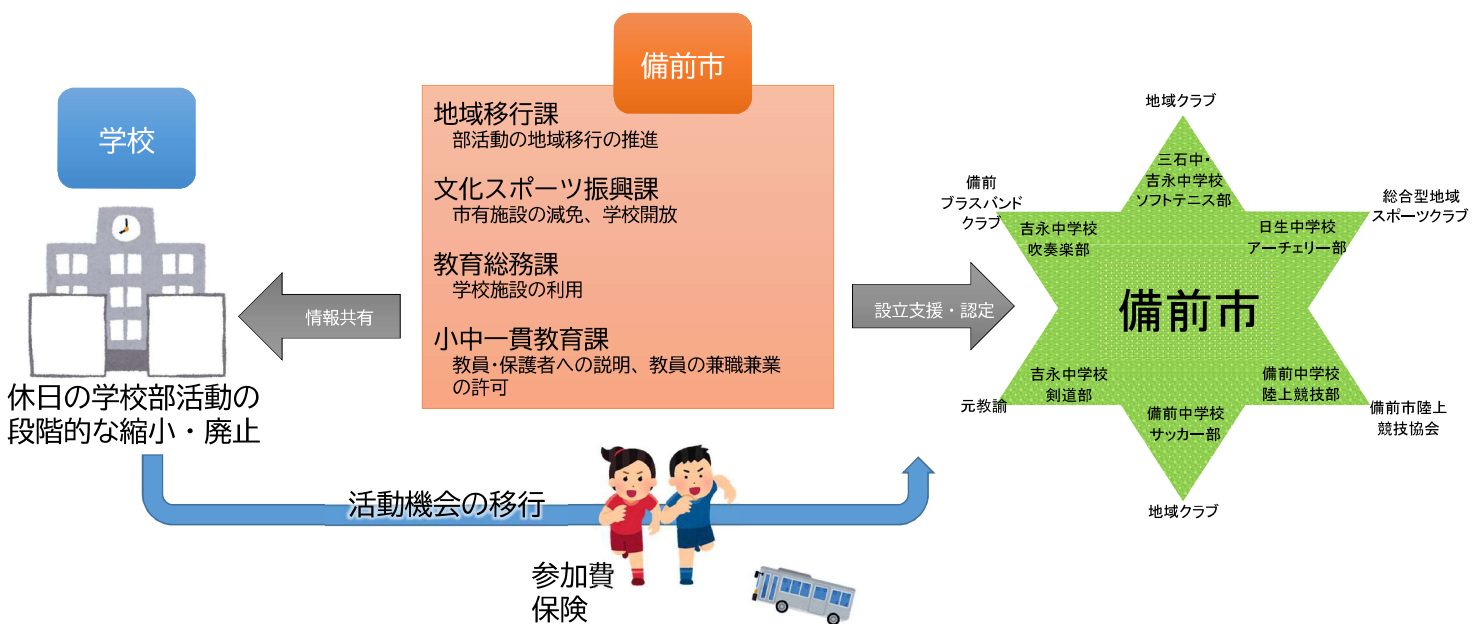 学校
休日の学校部活動の
段階的な縮小・廃止
備前市
地域移行課
部活動の地域移行の推進
文化スポーツ振興課
市有施設の減免、学校開放
教育総務課
学校施設の利用
小中一貫教育課
教員・保護者への説明、教員の兼職兼業
の許可
情報共有
設立支援・認定
活動機会の移行
参加費
保険
地域クラブ
三石中・
吉永中学校
ソフトテニス部
備前
ブラスバンド
クラブ
吉永中学校
吹奏楽部
総合型地域
スポーツクラブ
日生中学校
アーチェリー部
備前市
吉永中学校
剣道部
元教諭
備前中学校
サッカー部
地域クラブ
備前中学校
陸上競技部
備前市陸上
競技協会